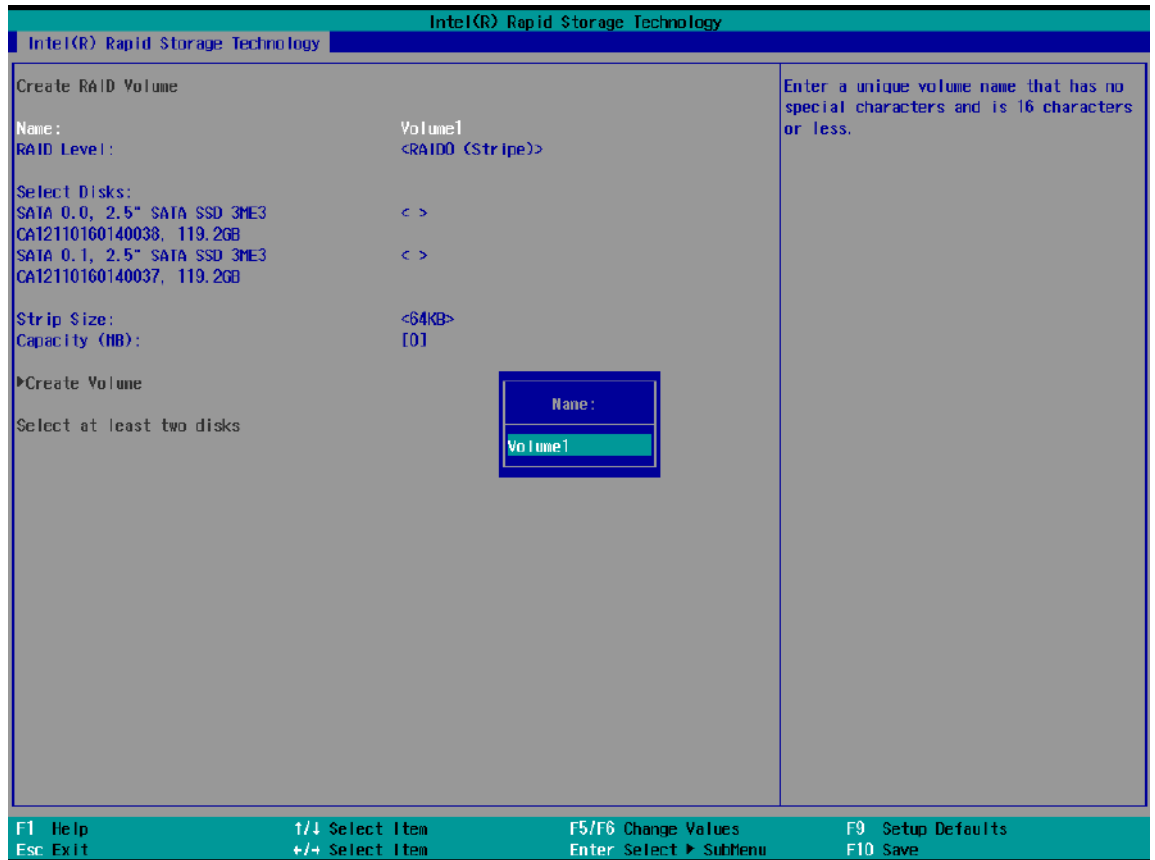 Intel(R) Rapid Storage Technology
Intel(R) Rapid Storage Technology
Create RAID Volume
Name: Volume1
RAID Level: <RAID0 (Stripe)>
Select Disks:
SATA 0.0, 2.5" SATA SSD 3ME3 < >
CA12110160140038, 119.2GB
SATA 0.1, 2.5" SATA SSD 3ME3 < >
CA12110160140037, 119.2GB
Strip Size: <64KB>
Capacity (MB): [0]
▶Create Volume
Select at least two disks
Name:
Volume1
Enter a unique volume name that has no
special characters and is 16 characters
or less.
F1 Help ↑/↓ Select Item F5/F6 Change Values F9 Setup Defaults
Esc Exit ←/→ Select Item Enter Select ▶ SubMenu F10 Save